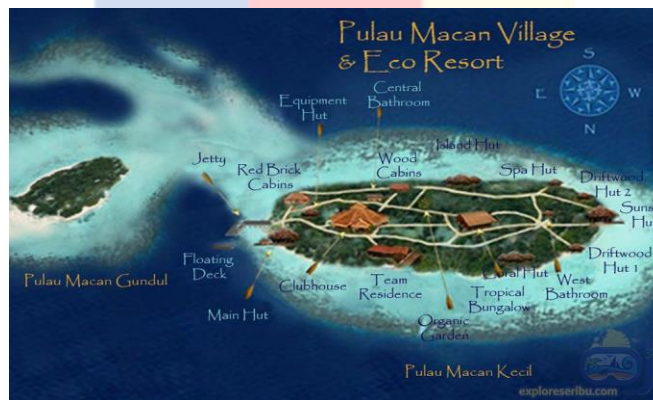 Pulau Macan Village
& Eco Resort
S
E
W
N
Central
Bathroom
Equipment
Hut
Island Hut
Jetty
Red Brick
Cabins
Wood
Cabins
Spa Hut
Driftwood
Hut 2
Suns
Hu
Floating
Deck
Pulau Macan Gundul
Clubhouse
Team
Residence
Hut
Tropical
Bungalow
West
Bathroom
Driftwood
Hut 1
Main Hut
Organic
Garden
Pulau Macan Kecil
exploreseribu.com